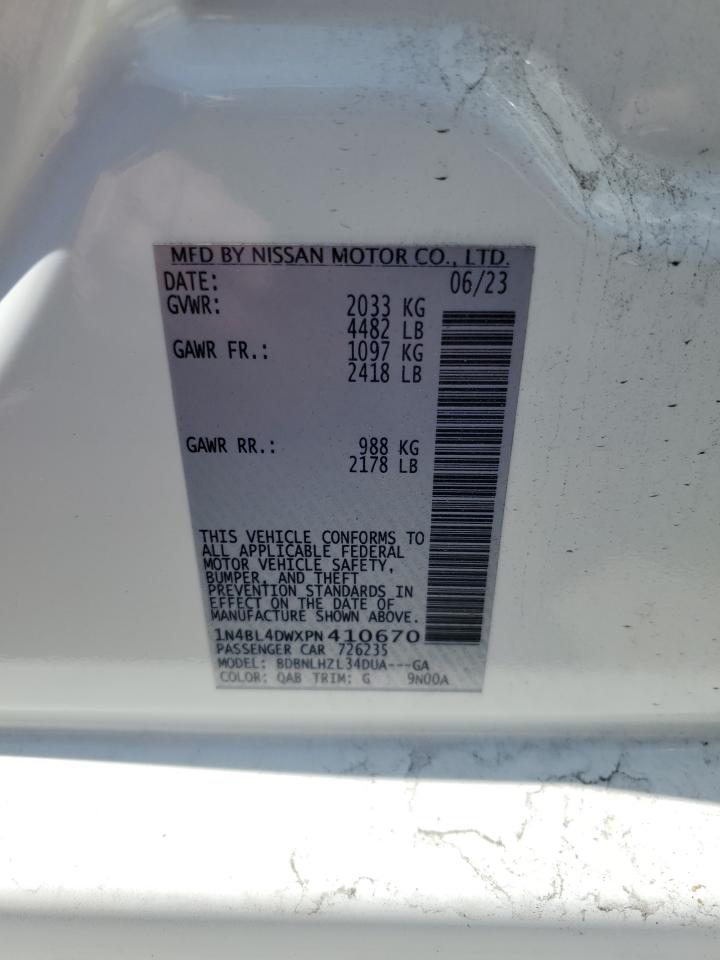 MFD BY NISSAN MOTOR CO., LTD.
DATE: 06/23
GVWR: 2033 KG
4482 LB
GAWR FR.: 1097 KG
2418 LB
GAWR RR.: 988 KG
2178 LB
THIS VEHICLE CONFORMS TO
ALL APPLICABLE FEDERAL
MOTOR VEHICLE SAFETY,
BUMPER, AND THEFT
PREVENTION STANDARDS IN
EFFECT ON THE DATE OF
MANUFACTURE SHOWN ABOVE.
1N4BL4DWXPN410670
PASSENGER CAR 726235
MODEL: BDBNLHZL34DUA---GA
COLOR: QAB TRIM: G 9N00A